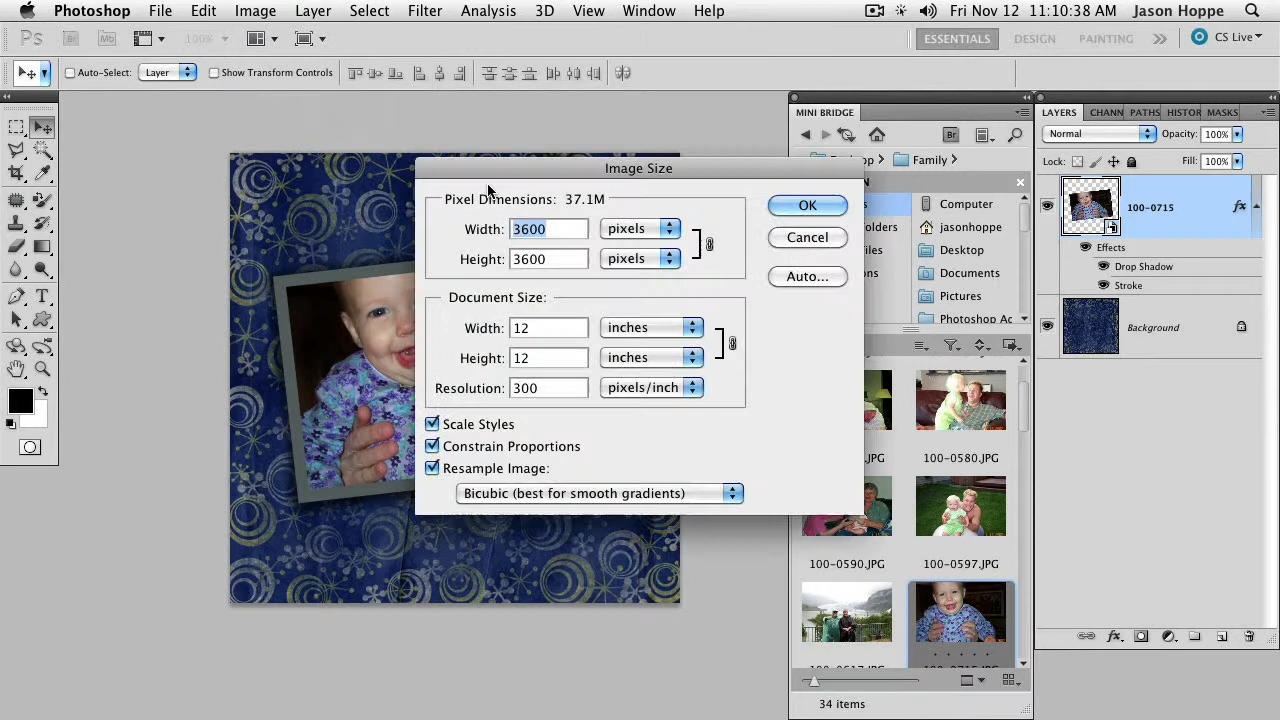 Photoshop File Edit Image Layer Select Filter Analysis 3D View Window Help Fri Nov 12 11:10:38 AM Jason Hoppe
Ps Br Mb 100% ESSENTIALS DESIGN PAINTING CS Live
Auto-Select: Layer Show Transform Controls
MINI BRIDGE
LAYERS CHANN PATHS HISTOR MASKS
Br
Normal Opacity: 100%
Family
Lock: Fill: 100%
Image Size
Pixel Dimensions: 37.1M
Width: 3600 pixels
Height: 3600 pixels
OK
Cancel
Auto...
Document Size:
Width: 12 inches
Height: 12 inches
Resolution: 300 pixels/inch
Scale Styles
Constrain Proportions
Resample Image:
Bicubic (best for smooth gradients)
Computer
jasonhoppe
Desktop
Documents
Pictures
Photoshop Ac
100-0580.JPG
100-0590.JPG
100-0597.JPG
34 items
100-0715
fx
Effects
Drop Shadow
Stroke
Background
fx